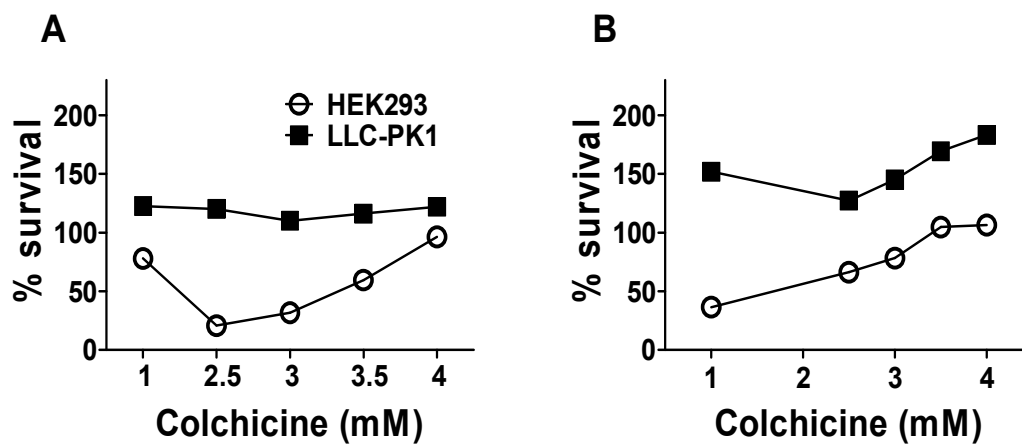 A
% survival
200
150
100
50
0
HEK293
LLC-PK1
1 2.5 3 3.5 4
Colchicine (mM)
B
% survival
200
150
100
50
0
1 2 3 4
Colchicine (mM)